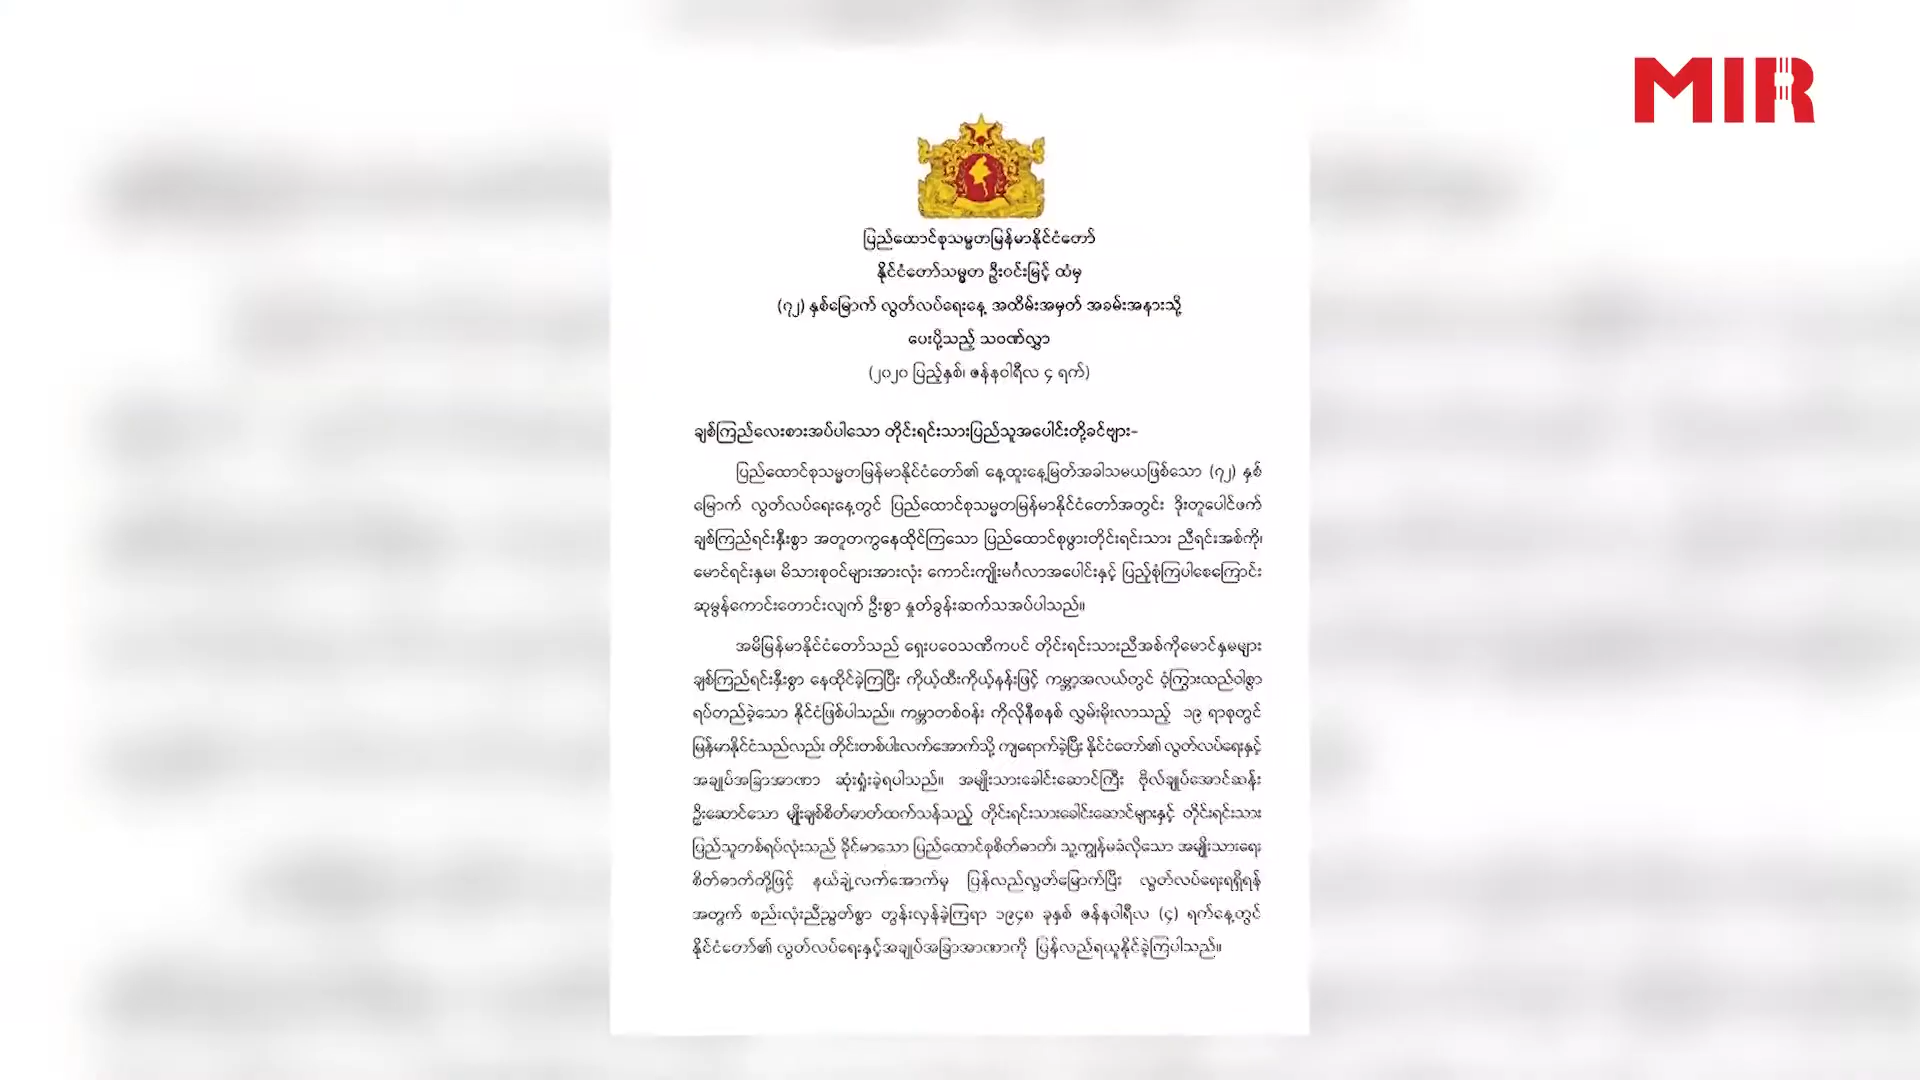 MIR
ပြည်ထောင်စုသမ္မတမြန်မာနိုင်ငံတော်
နိုင်ငံတော်သမ္မတ ဦးဝင်းမြင့် ထံမှ
(၇၂) နှစ်မြောက် လွတ်လပ်ရေးနေ့ အထိမ်းအမှတ် အခမ်းအနားသို့
ပေးပို့သည့် သဝဏ်လွှာ
(၂၀၂၀ ပြည့်နှစ်၊ ဇန်နဝါရီလ ၄ ရက်)
ချစ်ကြည်လေးစားအပ်ပါသော တိုင်းရင်းသားပြည်သူအပေါင်းတို့ခင်ဗျား-
ပြည်ထောင်စုသမ္မတမြန်မာနိုင်ငံတော်၏ နေ့ထူးနေ့မြတ်အခါသမယဖြစ်သော (၇၂) နှစ်
မြောက် လွတ်လပ်ရေးနေ့တွင် ပြည်ထောင်စုသမ္မတမြန်မာနိုင်ငံတော်အတွင်း ဒိုးတူပေါင်ဖက်
ချစ်ကြည်ရင်းနှီးစွာ အတူတကွနေထိုင်ကြသော ပြည်ထောင်စုဖွားတိုင်းရင်းသား ညီရင်းအစ်ကို၊
မောင်ရင်းနှမ၊ မိသားစုဝင်များအားလုံး ကောင်းကျိုးမင်္ဂလာအပေါင်းနှင့် ပြည့်စုံကြပါစေကြောင်း
ဆုမွန်ကောင်းတောင်းလျက် ဦးစွာ နှုတ်ခွန်းဆက်သအပ်ပါသည်။
အမိမြန်မာနိုင်ငံတော်သည် ရှေးပဝေသဏီကပင် တိုင်းရင်းသားညီအစ်ကိုမောင်နှမများ
ချစ်ကြည်ရင်းနှီးစွာ နေထိုင်ခဲ့ကြပြီး ကိုယ့်ထီးကိုယ့်နန်းဖြင့် ကမ္ဘာ့အလယ်တွင် ဝံ့ကြွားထည်ဝါစွာ
ရပ်တည်ခဲ့သော နိုင်ငံဖြစ်ပါသည်။ ကမ္ဘာတစ်ဝန်း ကိုလိုနီစနစ် လွှမ်းမိုးလာသည့် ၁၉ ရာစုတွင်
မြန်မာနိုင်ငံသည်လည်း တိုင်းတစ်ပါးလက်အောက်သို့ ကျရောက်ခဲ့ပြီး နိုင်ငံတော်၏ လွတ်လပ်ရေးနှင့်
အချုပ်အခြာအာဏာ ဆုံးရှုံးခဲ့ရပါသည်။ အမျိုးသားခေါင်းဆောင်ကြီး ဗိုလ်ချုပ်အောင်ဆန်း
ဦးဆောင်သော မျိုးချစ်စိတ်ဓာတ်ထက်သန်သည့် တိုင်းရင်းသားခေါင်းဆောင်များနှင့် တိုင်းရင်းသား
ပြည်သူတစ်ရပ်လုံးသည် ခိုင်မာသော ပြည်ထောင်စုစိတ်ဓာတ်၊ သူ့ကျွန်မခံလိုသော အမျိုးသားရေး
စိတ်ဓာတ်တို့ဖြင့် နယ်ချဲ့လက်အောက်မှ ပြန်လည်လွတ်မြောက်ပြီး လွတ်လပ်ရေးရရှိရန်
အတွက် စည်းလုံးညီညွတ်စွာ တွန်းလှန်ခဲ့ကြရာ ၁၉၄၈ ခုနှစ် ဇန်နဝါရီလ (၄) ရက်နေ့တွင်
နိုင်ငံတော်၏ လွတ်လပ်ရေးနှင့်အချုပ်အခြာအာဏာကို ပြန်လည်ရယူနိုင်ခဲ့ကြပါသည်။